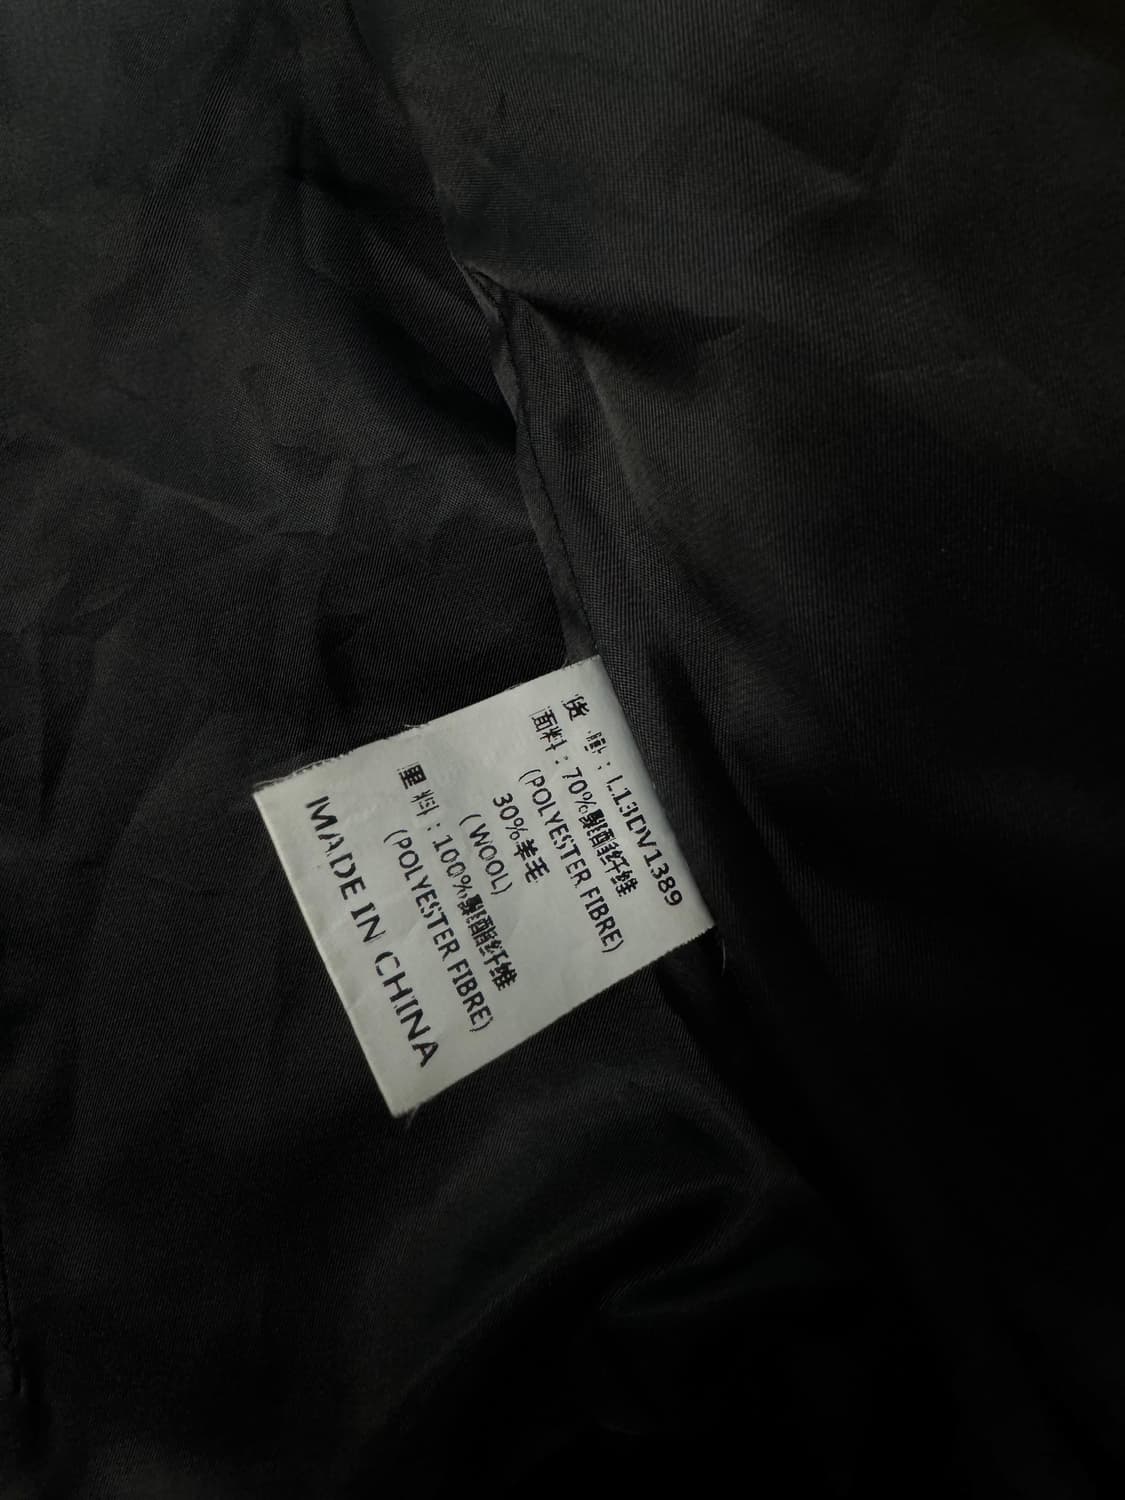 货 号：L13DV1389
面料：70%聚酯纤维
(POLYESTER FIBRE)
30%羊毛
(WOOL)
里 料：100%聚酯纤维
(POLYESTER FIBRE)
MADE IN CHINA